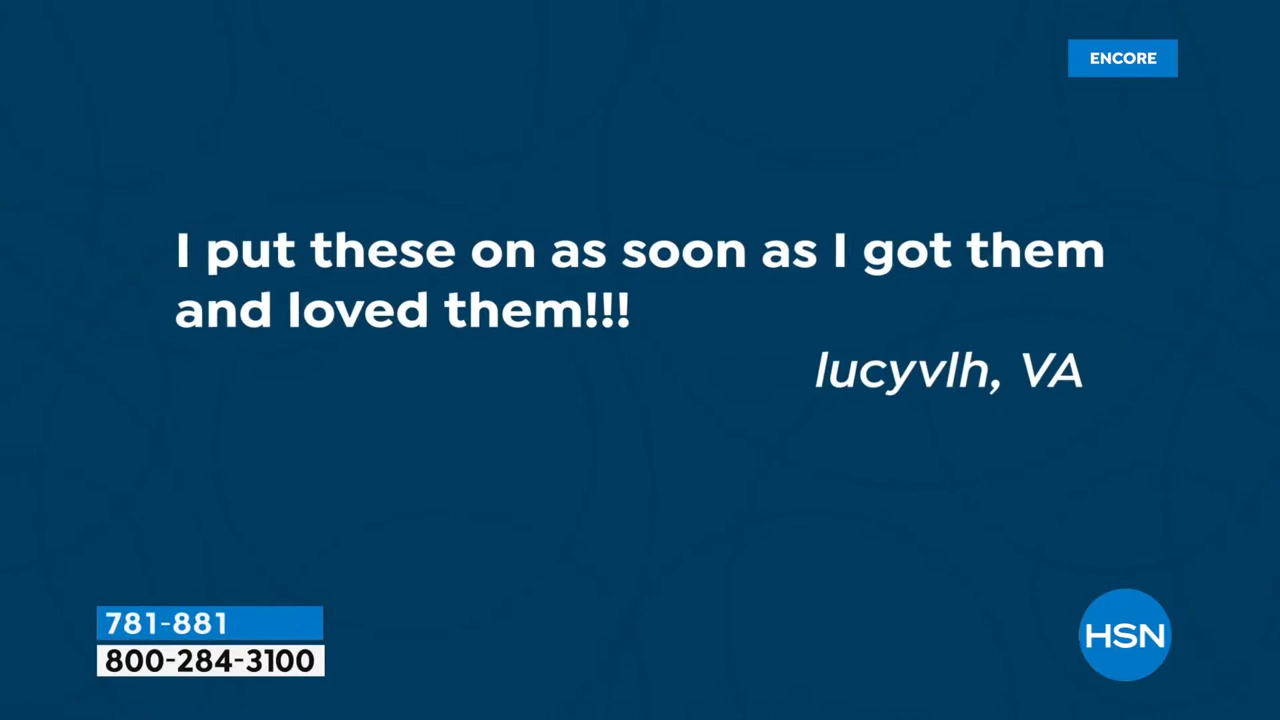 ENCORE
I put these on as soon as I got them
and loved them!!!
lucyvlh, VA
781-881
800-284-3100
HSN